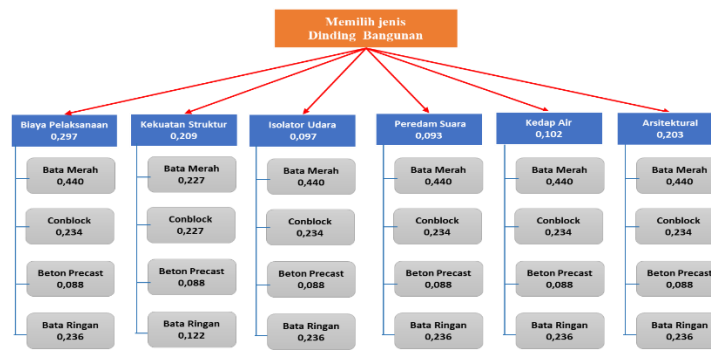 Memilih jenis
Dinding Bangunan
Biaya Pelaksanaan
0,297
Bata Merah
0,440
Conblock
0,234
Beton Precast
0,088
Bata Ringan
0,236
Kekuatan Struktur
0,209
Bata Merah
0,227
Conblock
0,227
Beton Precast
0,088
Bata Ringan
0,122
Isolator Udara
0,097
Bata Merah
0,440
Conblock
0,234
Beton Precast
0,088
Bata Ringan
0,236
Peredam Suara
0,093
Bata Merah
0,440
Conblock
0,234
Beton Precast
0,088
Bata Ringan
0,236
Kedap Air
0,102
Bata Merah
0,440
Conblock
0,234
Beton Precast
0,088
Bata Ringan
0,236
Arsitektural
0,203
Bata Merah
0,440
Conblock
0,234
Beton Precast
0,088
Bata Ringan
0,236